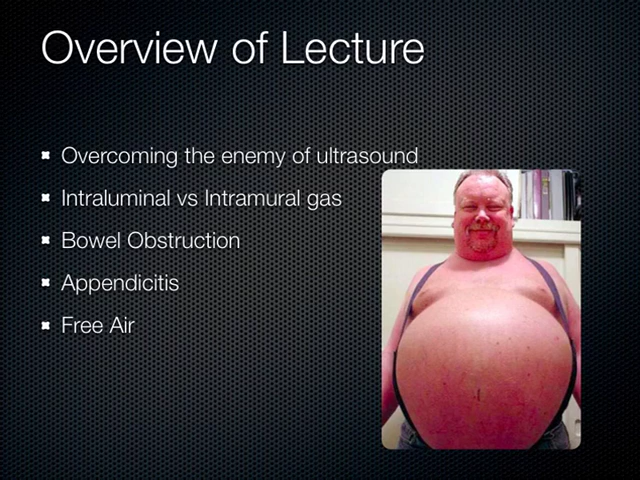 Overview of Lecture
Overcoming the enemy of ultrasound
Intraluminal vs Intramural gas
Bowel Obstruction
Appendicitis
Free Air